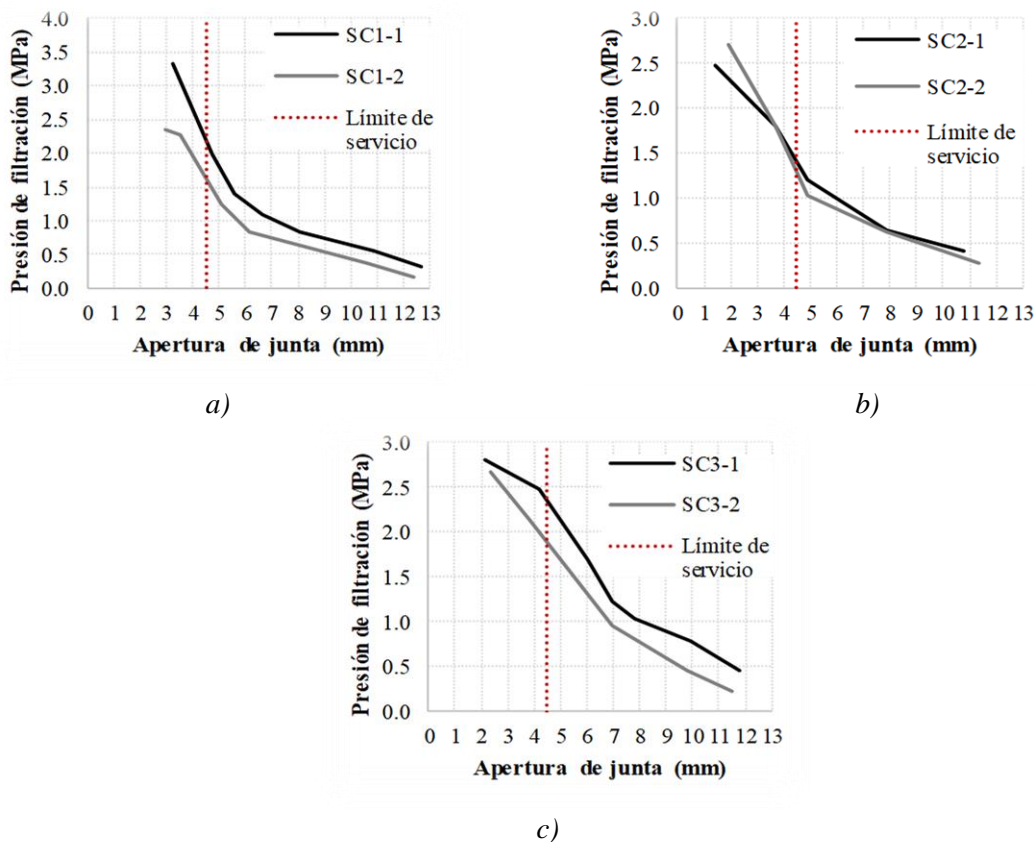 Presión de filtración (MPa)
4.0
3.5
3.0
2.5
2.0
1.5
1.0
0.5
0.0
SC1-1
SC1-2
Límite de
servicio
0 1 2 3 4 5 6 7 8 9 10 11 12 13
Apertura de junta (mm)
a)
Presión de filtración (MPa)
3.0
2.5
2.0
1.5
1.0
0.5
0.0
SC2-1
SC2-2
Límite de
servicio
0 1 2 3 4 5 6 7 8 9 10 11 12 13
Apertura de junta (mm)
b)
Presión de filtración (MPa)
3.0
2.5
2.0
1.5
1.0
0.5
0.0
SC3-1
SC3-2
Límite de
servicio
0 1 2 3 4 5 6 7 8 9 10 11 12 13
Apertura de junta (mm)
c)